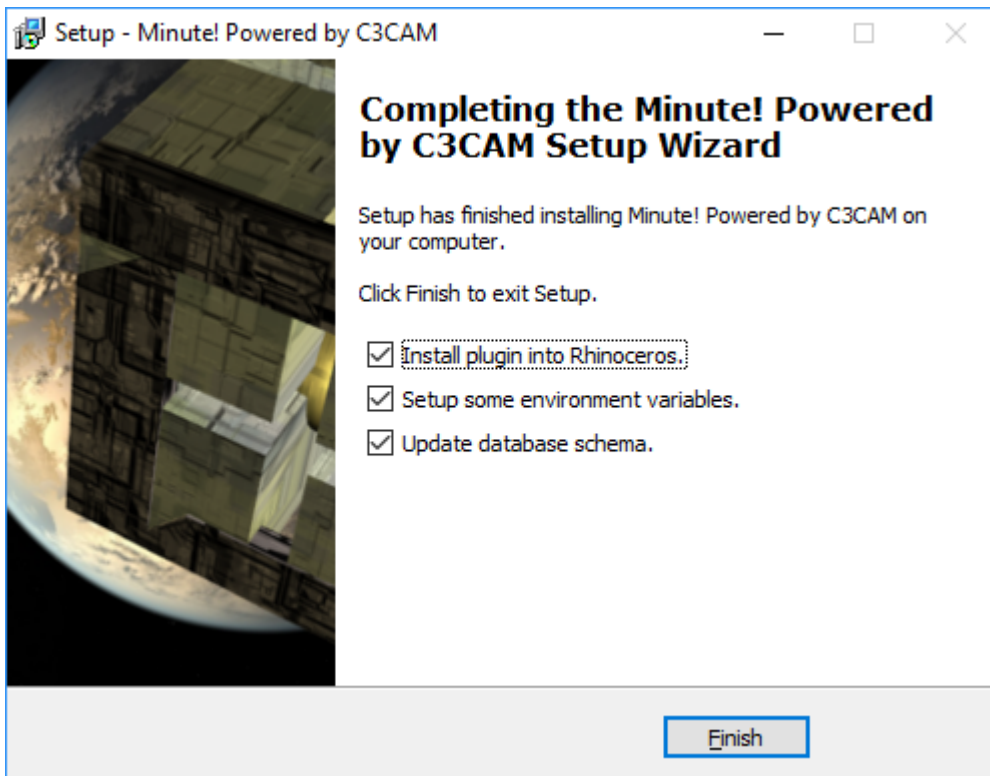 Setup - Minute! Powered by C3CAM
Completing the Minute! Powered
by C3CAM Setup Wizard
Setup has finished installing Minute! Powered by C3CAM on
your computer.
Click Finish to exit Setup.
Install plugin into Rhinoceros.
Setup some environment variables.
Update database schema.
Finish